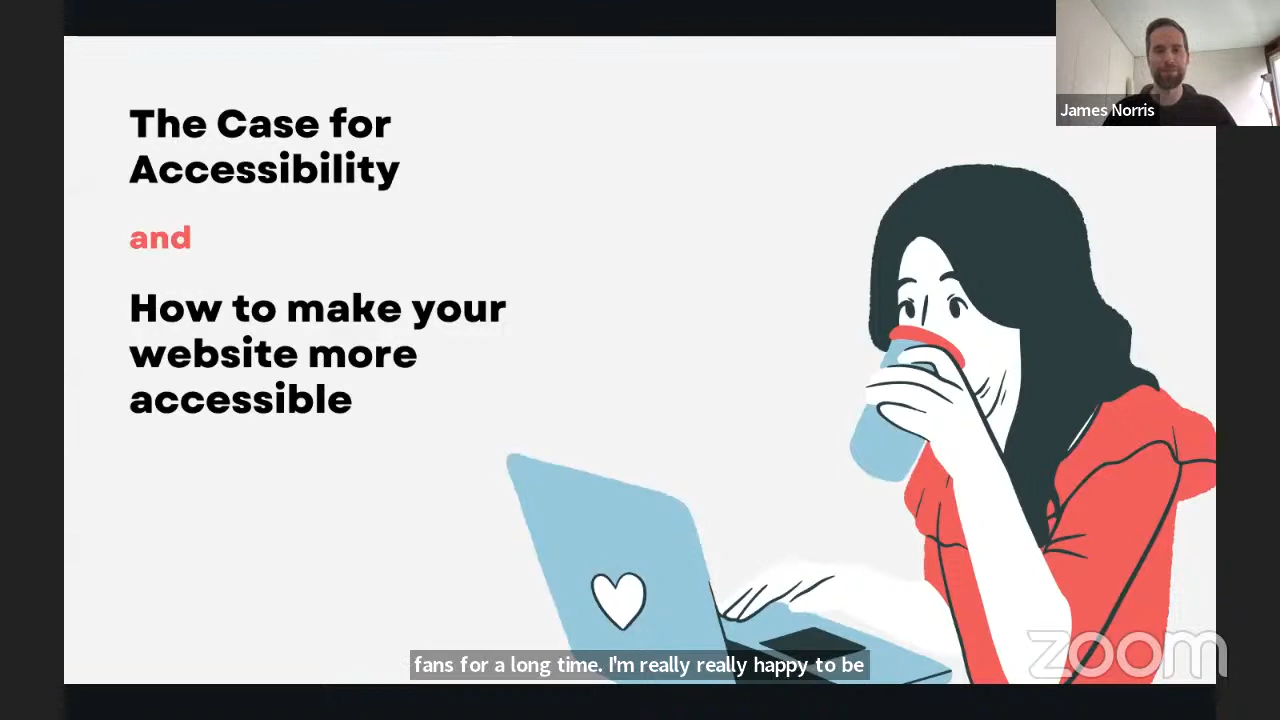 James Norris
The Case for
Accessibility
and
How to make your
website more
accessible
fans for a long time. I'm really really happy to be
zoom